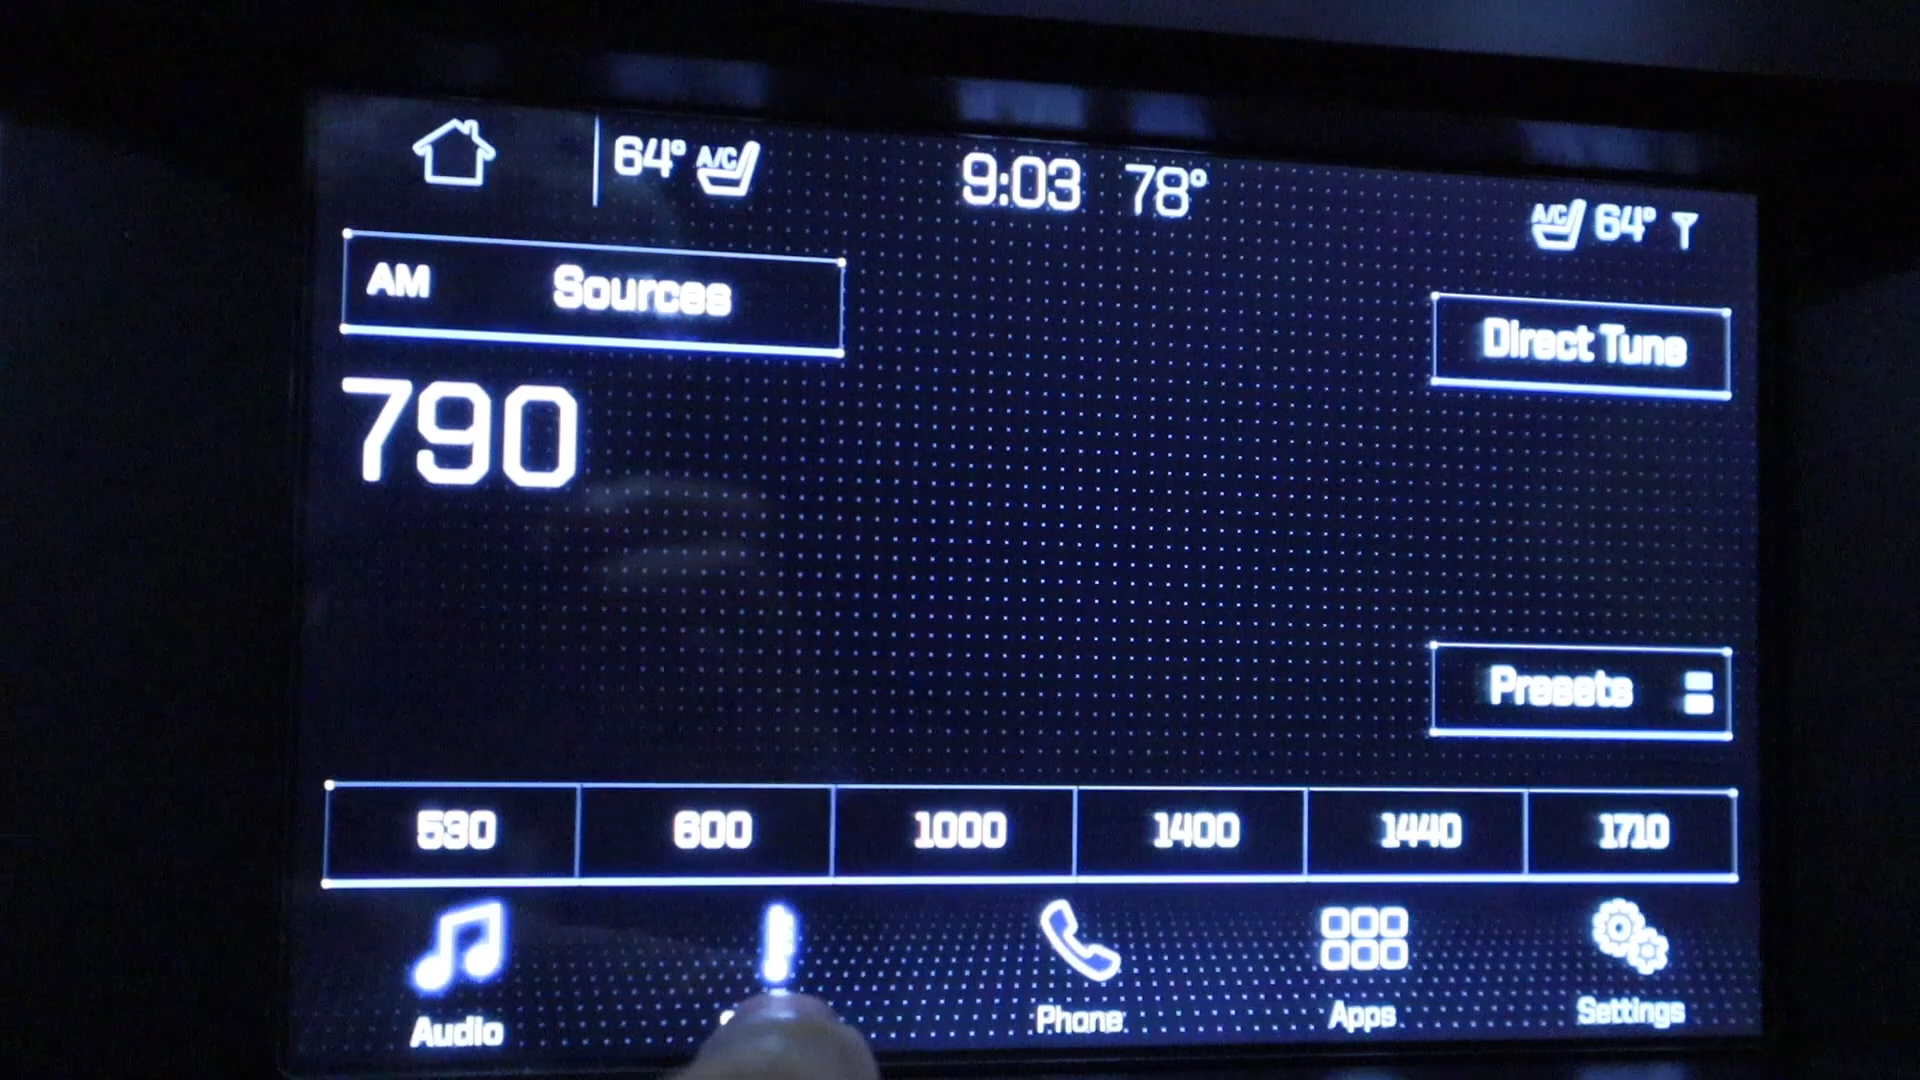 64° A/C 9:03 78° A/C 64°
AM Sources
Direct Tune
790
Presets
530 600 1000 1400 1440 1710
Audio Phone Apps Settings